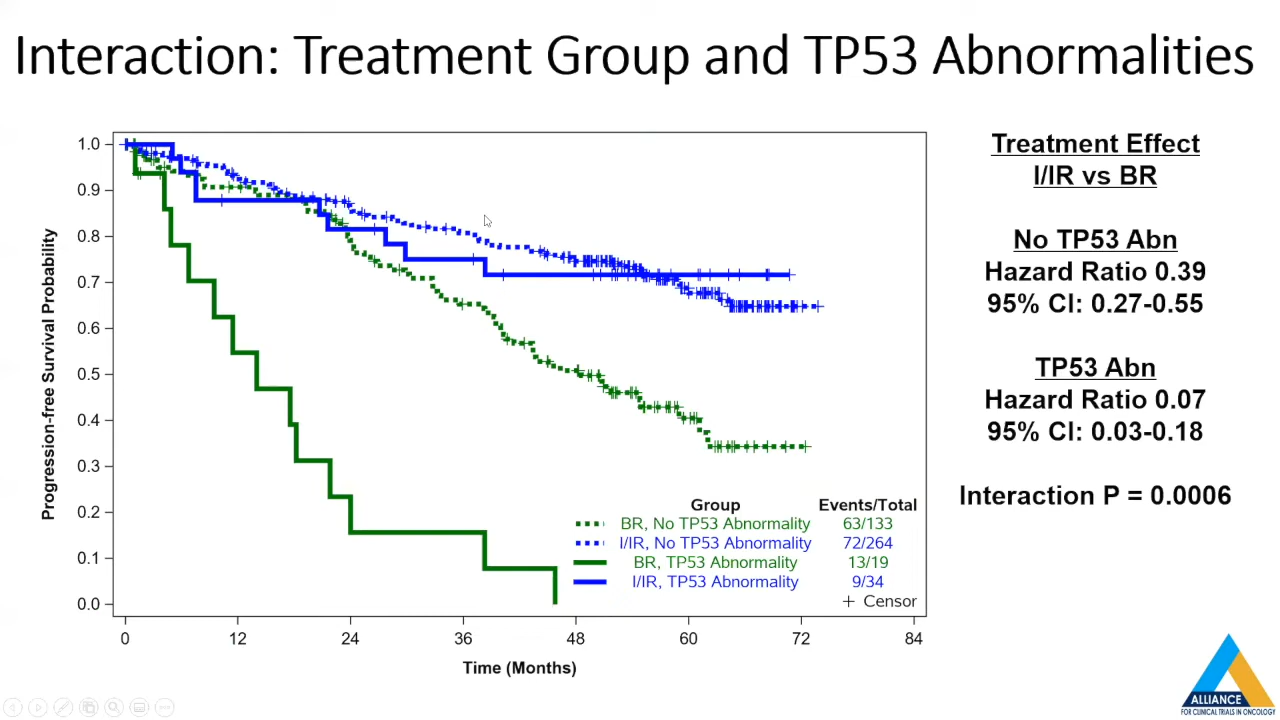 Interaction: Treatment Group and TP53 Abnormalities
Progression-free Survival Probability
1.0
0.9
0.8
0.7
0.6
0.5
0.4
0.3
0.2
0.1
0.0
Group Events/Total
BR, No TP53 Abnormality 63/133
I/IR, No TP53 Abnormality 72/264
BR, TP53 Abnormality 13/19
I/IR, TP53 Abnormality 9/34
+ Censor
0 12 24 36 48 60 72 84
Time (Months)
Treatment Effect
I/IR vs BR
No TP53 Abn
Hazard Ratio 0.39
95% CI: 0.27-0.55
TP53 Abn
Hazard Ratio 0.07
95% CI: 0.03-0.18
Interaction P = 0.0006
ALLIANCE
FOR CLINICAL TRIALS IN ONCOLOGY